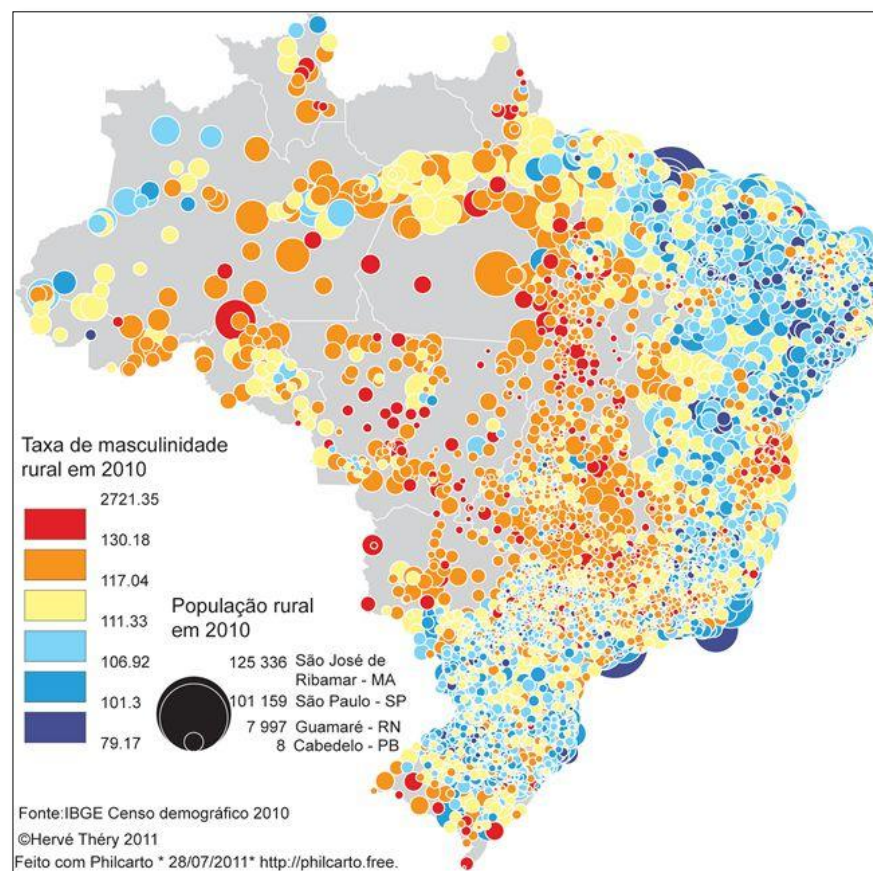 Taxa de masculinidade
rural em 2010
2721.35
130.18
117.04
111.33
106.92
101.3
79.17
População rural
em 2010
125 336 São José de
Ribamar - MA
101 159 São Paulo - SP
7 997 Guamaré - RN
8 Cabedelo - PB
Fonte:IBGE Censo demográfico 2010
©Hervé Théry 2011
Feito com Philcarto * 28/07/2011* http://philcarto.free.